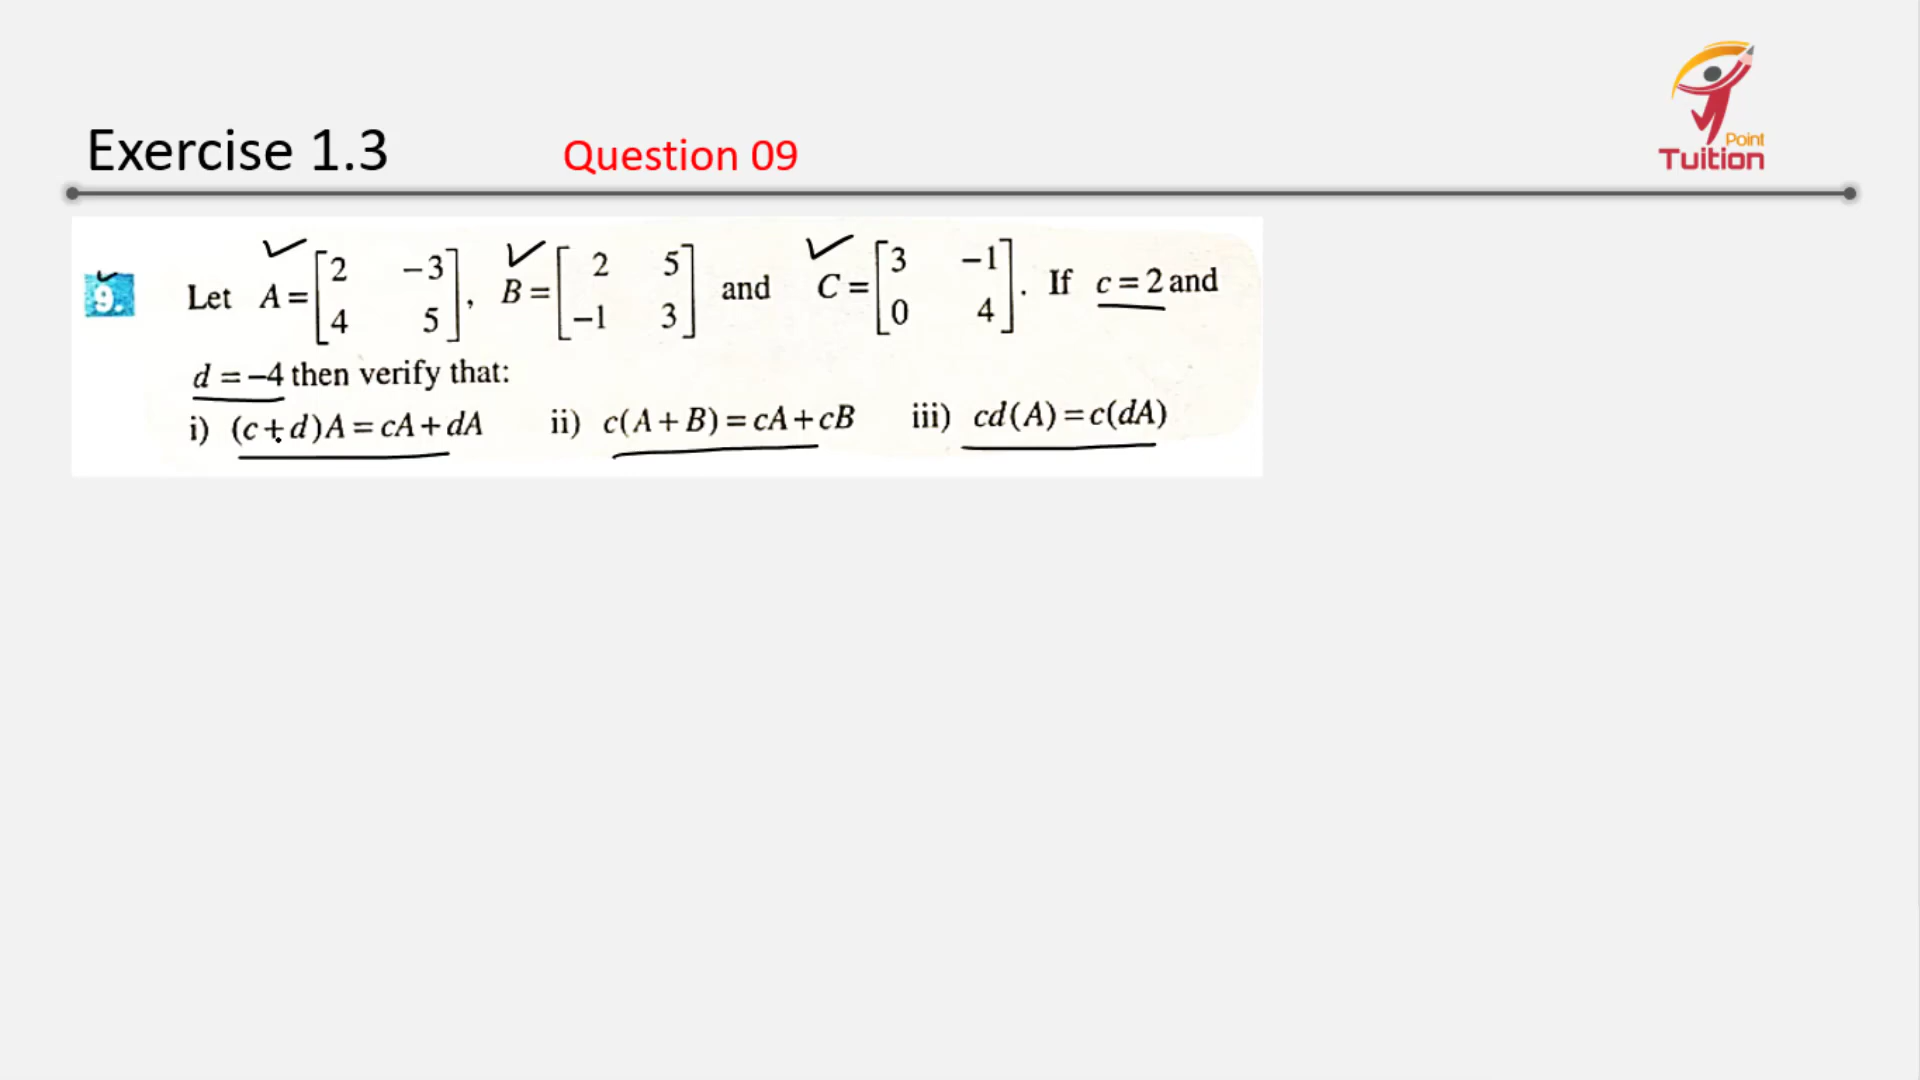 Exercise 1.3 Question 09
Point
Tuition
9. Let A = [2 -3; 4 5], B = [2 5; -1 3] and C = [3 -1; 0 4]. If c = 2 and
d = -4 then verify that:
i) (c+d)A = cA+dA ii) c(A+B) = cA+cB iii) cd(A) = c(dA)